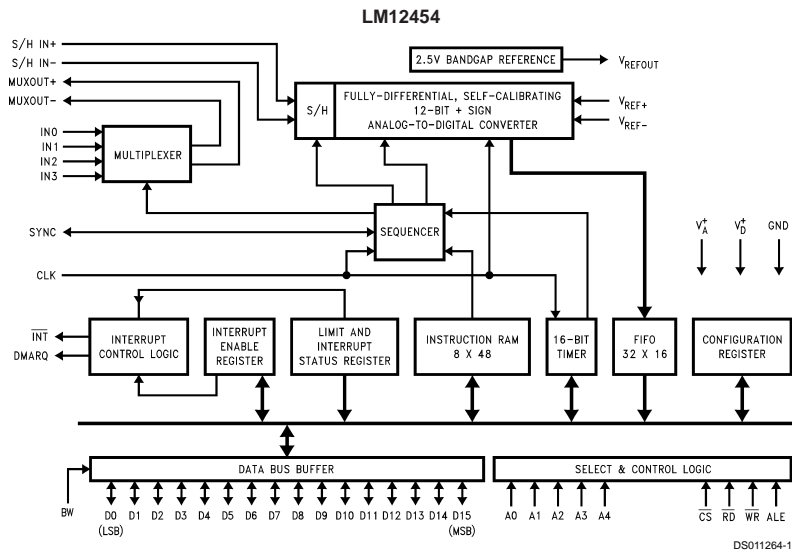 LM12454
S/H IN+
S/H IN-
MUXOUT+
MUXOUT-
IN0
IN1
IN2
IN3
MULTIPLEXER
2.5V BANDGAP REFERENCE
VREFOUT
S/H
FULLY-DIFFERENTIAL, SELF-CALIBRATING
12-BIT + SIGN
ANALOG-TO-DIGITAL CONVERTER
VREF+
VREF-
SYNC
SEQUENCER
CLK
V+A
V+D
GND
INT
DMARQ
INTERRUPT
CONTROL LOGIC
INTERRUPT
ENABLE
REGISTER
LIMIT AND
INTERRUPT
STATUS REGISTER
INSTRUCTION RAM
8 X 48
16-BIT
TIMER
FIFO
32 X 16
CONFIGURATION
REGISTER
DATA BUS BUFFER
SELECT & CONTROL LOGIC
BW
D0 D1 D2 D3 D4 D5 D6 D7 D8 D9 D10 D11 D12 D13 D14 D15
(LSB) (MSB)
A0 A1 A2 A3 A4
CS RD WR ALE
DS011264-1